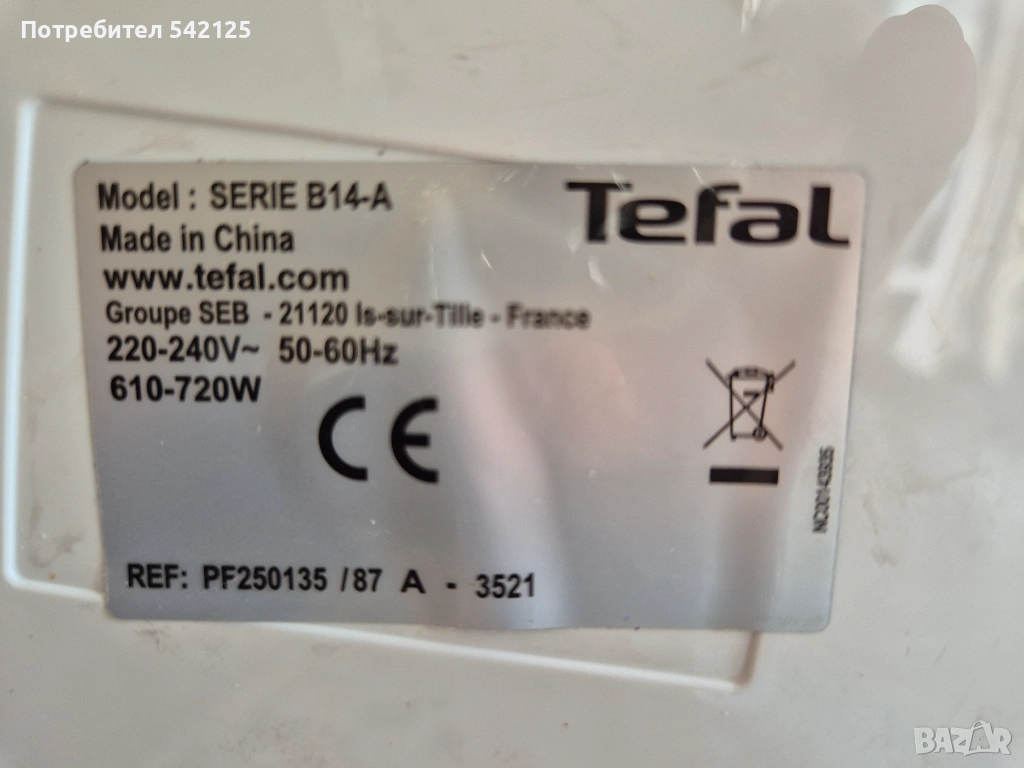 Потребител 542125
Model : SERIE B14-A
Tefal
Made in China
www.tefal.com
Groupe SEB - 21120 Is-sur-Tille - France
220-240V~ 50-60Hz
610-720W
CE
REF: PF250135 /87 A - 3521
BAZAR